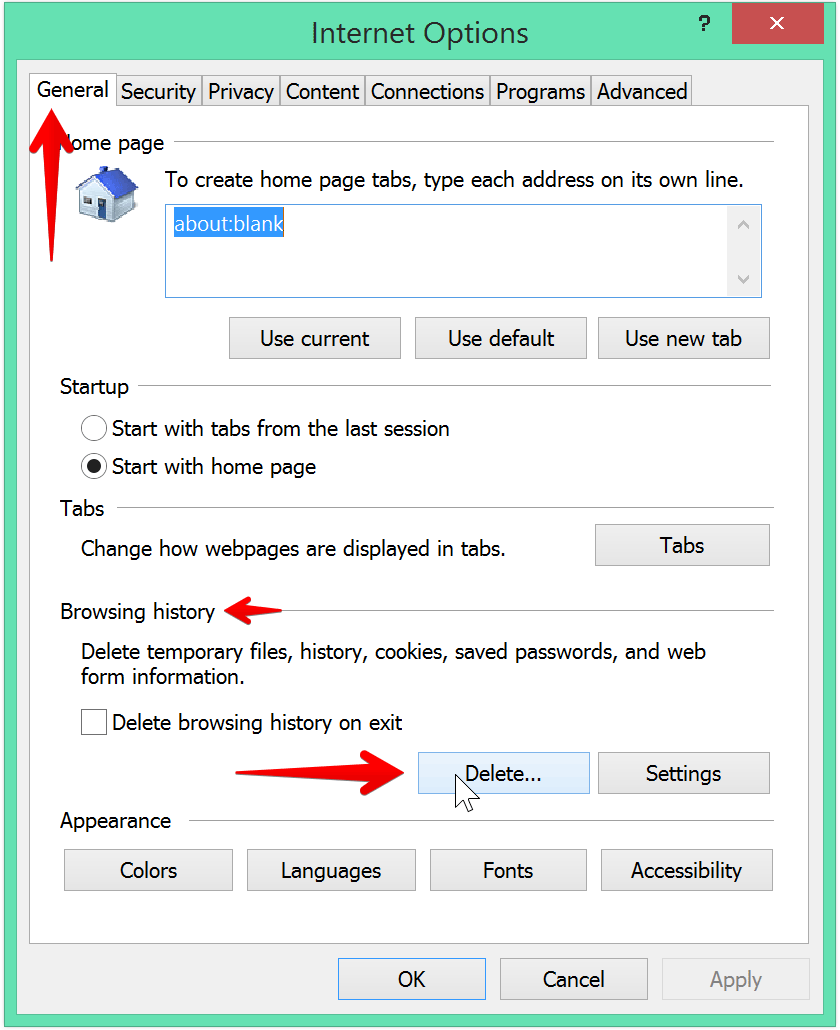 Internet Options
?
General Security Privacy Content Connections Programs Advanced
Home page
To create home page tabs, type each address on its own line.
about:blank
Use current Use default Use new tab
Startup
Start with tabs from the last session
Start with home page
Tabs
Change how webpages are displayed in tabs.
Tabs
Browsing history
Delete temporary files, history, cookies, saved passwords, and web
form information.
Delete browsing history on exit
Delete... Settings
Appearance
Colors Languages Fonts Accessibility
OK Cancel Apply